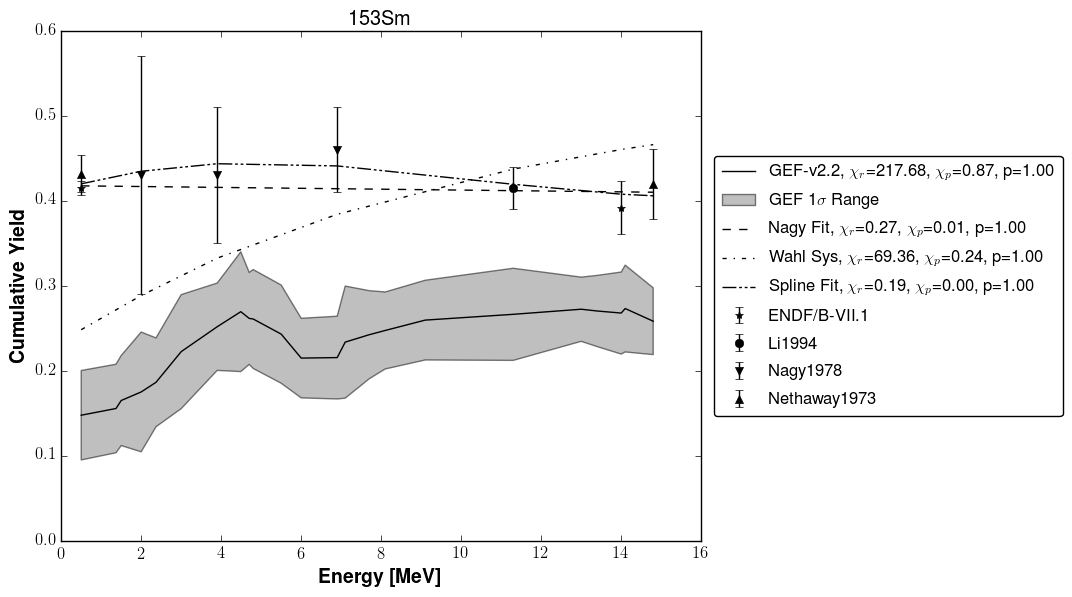 153Sm
0.6
0.5
0.4
0.3
0.2
0.1
0.0
Cumulative Yield
0 2 4 6 8 10 12 14 16
Energy [MeV]
GEF-v2.2, χr=217.68, χp=0.87, p=1.00
GEF 1σ Range
Nagy Fit, χr=0.27, χp=0.01, p=1.00
Wahl Sys, χr=69.36, χp=0.24, p=1.00
Spline Fit, χr=0.19, χp=0.00, p=1.00
ENDF/B-VII.1
Li1994
Nagy1978
Nethaway1973